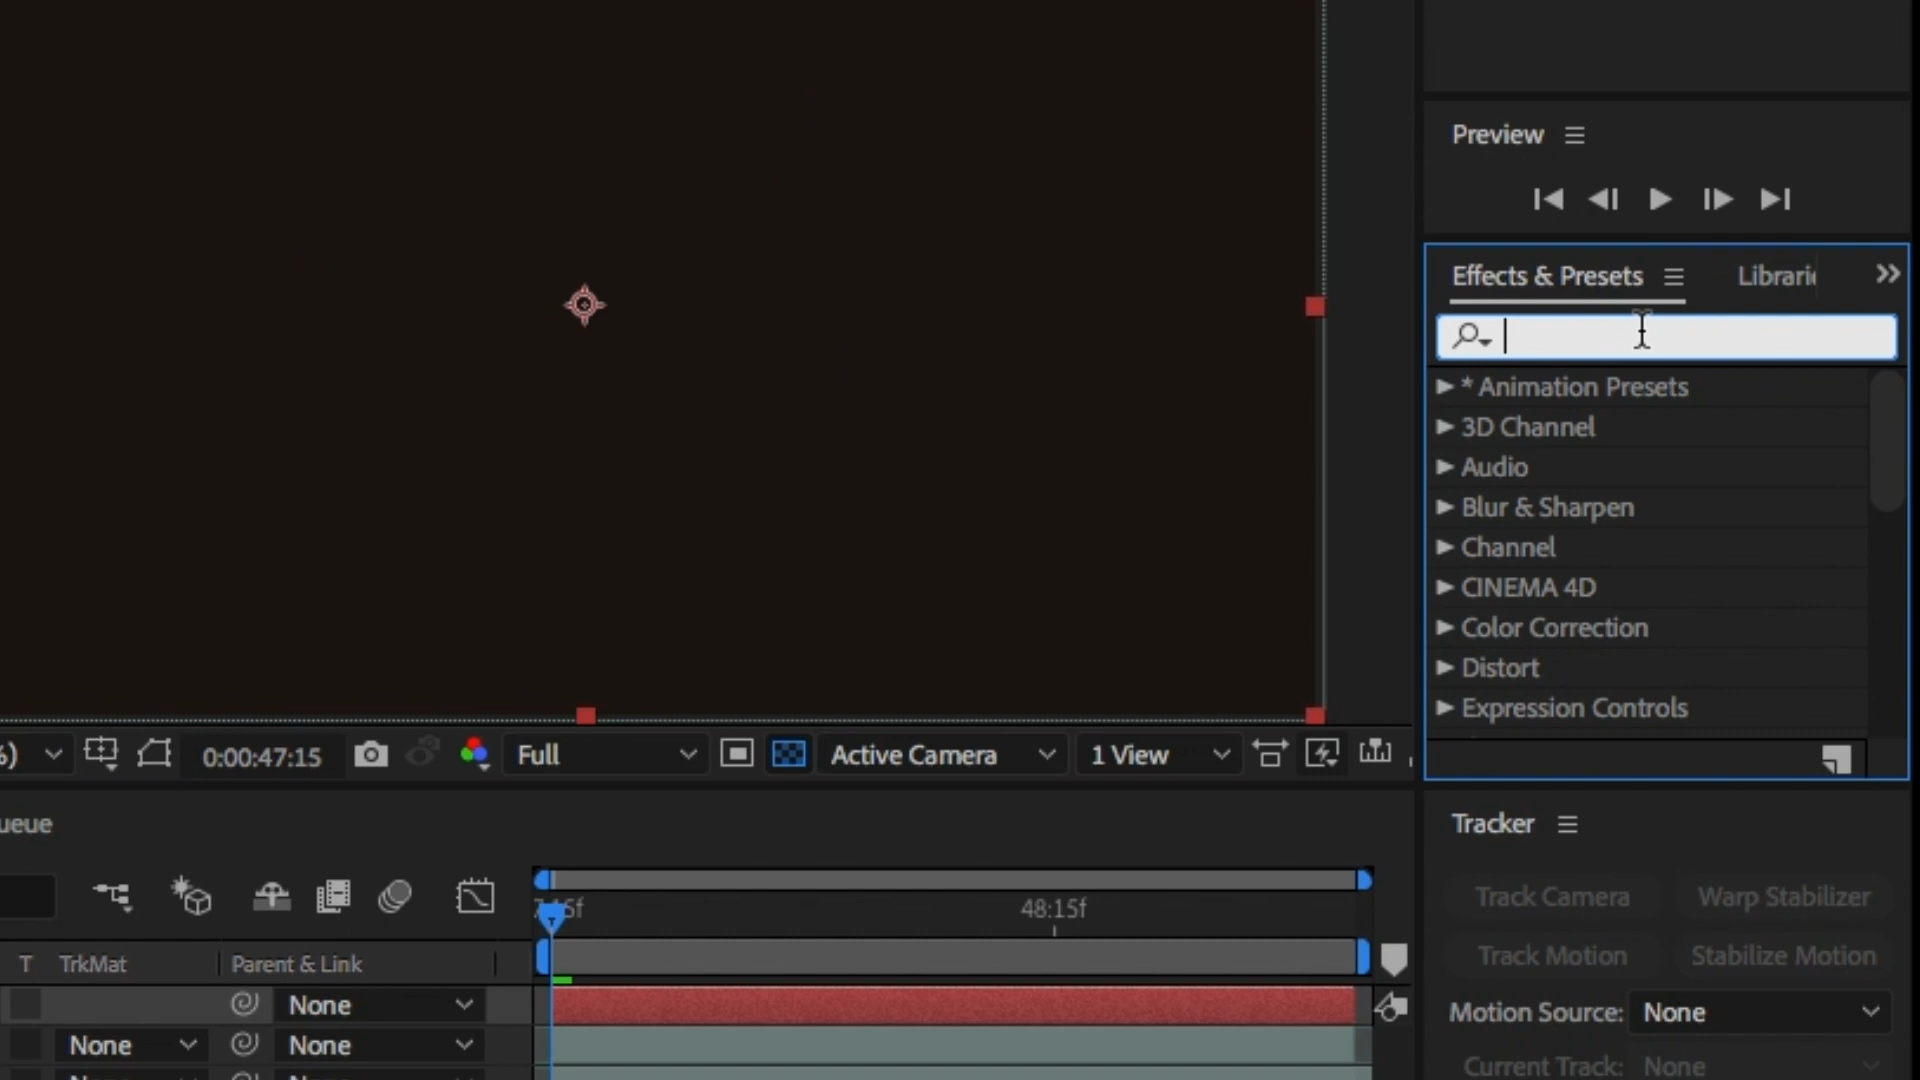 Preview
Effects & Presets
Librari
* Animation Presets
3D Channel
Audio
Blur & Sharpen
Channel
CINEMA 4D
Color Correction
Distort
Expression Controls
%)
0:00:47:15
Full
Active Camera
1 View
ueue
Tracker
Track Camera
Warp Stabilizer
Track Motion
Stabilize Motion
Motion Source: None
Current Track: None
48:15f
T TrkMat Parent & Link
None
None None